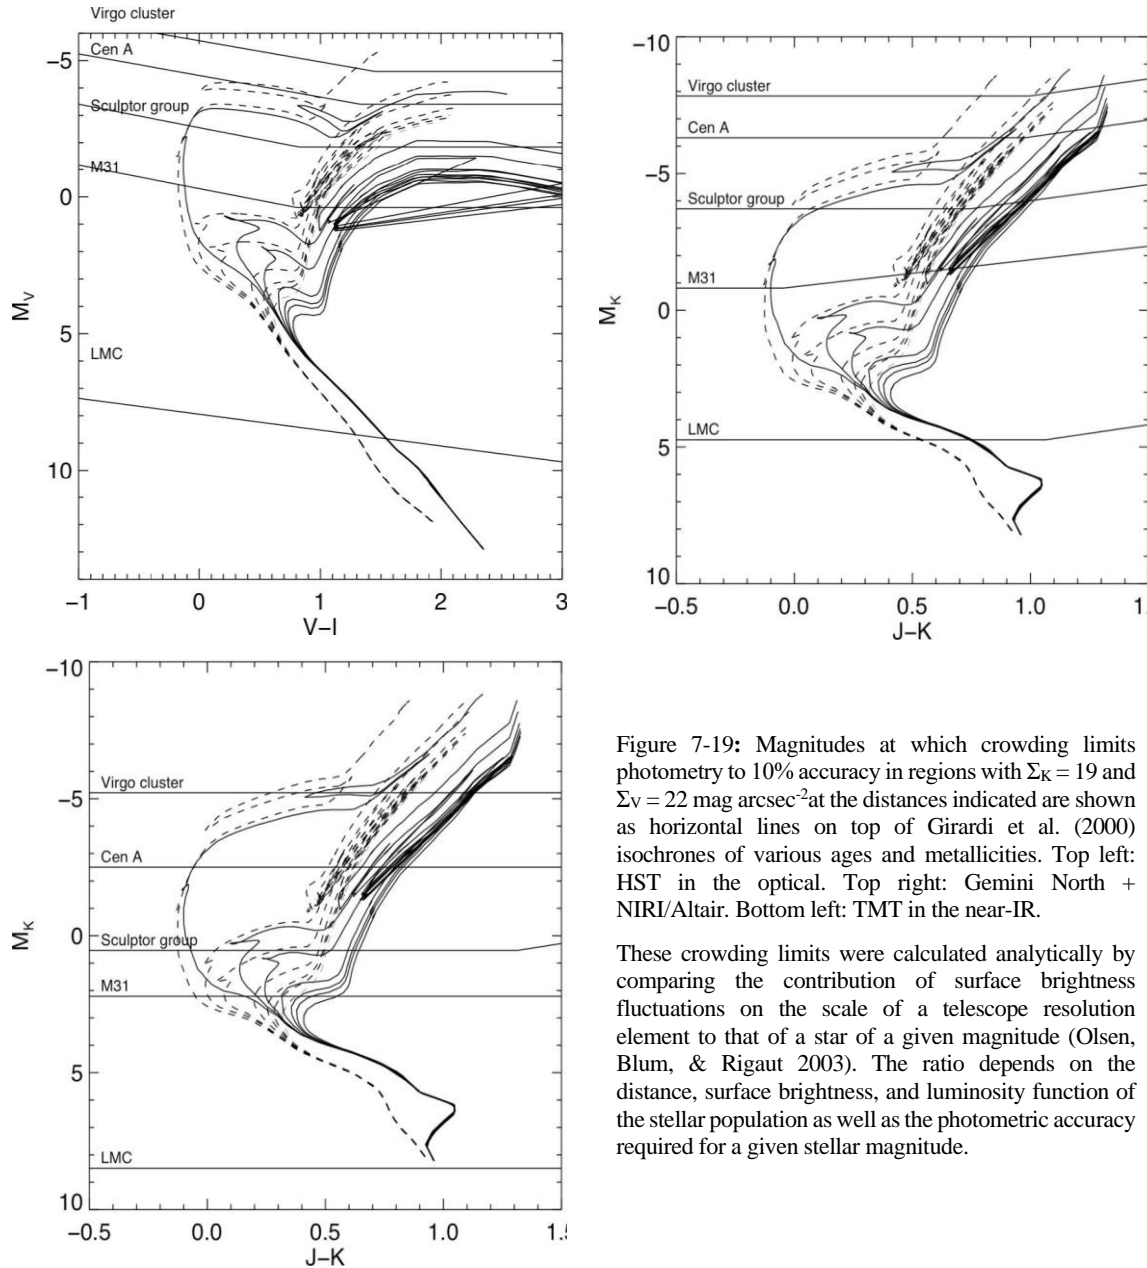 Virgo cluster
−5
Cen A
Sculptor group
M31
0
M_V
5
LMC
10
−1
0
1
2
3
V−I
−10
Virgo cluster
Cen A
−5
Sculptor group
M31
0
M_K
LMC
5
10
−0.5
0.0
0.5
1.0
1.
J−K
−10
Virgo cluster
−5
Cen A
M_K
0
Sculptor group
M31
5
LMC
10
−0.5
0.0
0.5
1.0
1.5
J−K
Figure 7-19: Magnitudes at which crowding limits
photometry to 10% accuracy in regions with Σ_K = 19 and
Σ_V = 22 mag arcsec⁻²at the distances indicated are shown
as horizontal lines on top of Girardi et al. (2000)
isochrones of various ages and metallicities. Top left:
HST in the optical. Top right: Gemini North +
NIRI/Altair. Bottom left: TMT in the near-IR.
These crowding limits were calculated analytically by
comparing the contribution of surface brightness
fluctuations on the scale of a telescope resolution
element to that of a star of a given magnitude (Olsen,
Blum, & Rigaut 2003). The ratio depends on the
distance, surface brightness, and luminosity function of
the stellar population as well as the photometric accuracy
required for a given stellar magnitude.